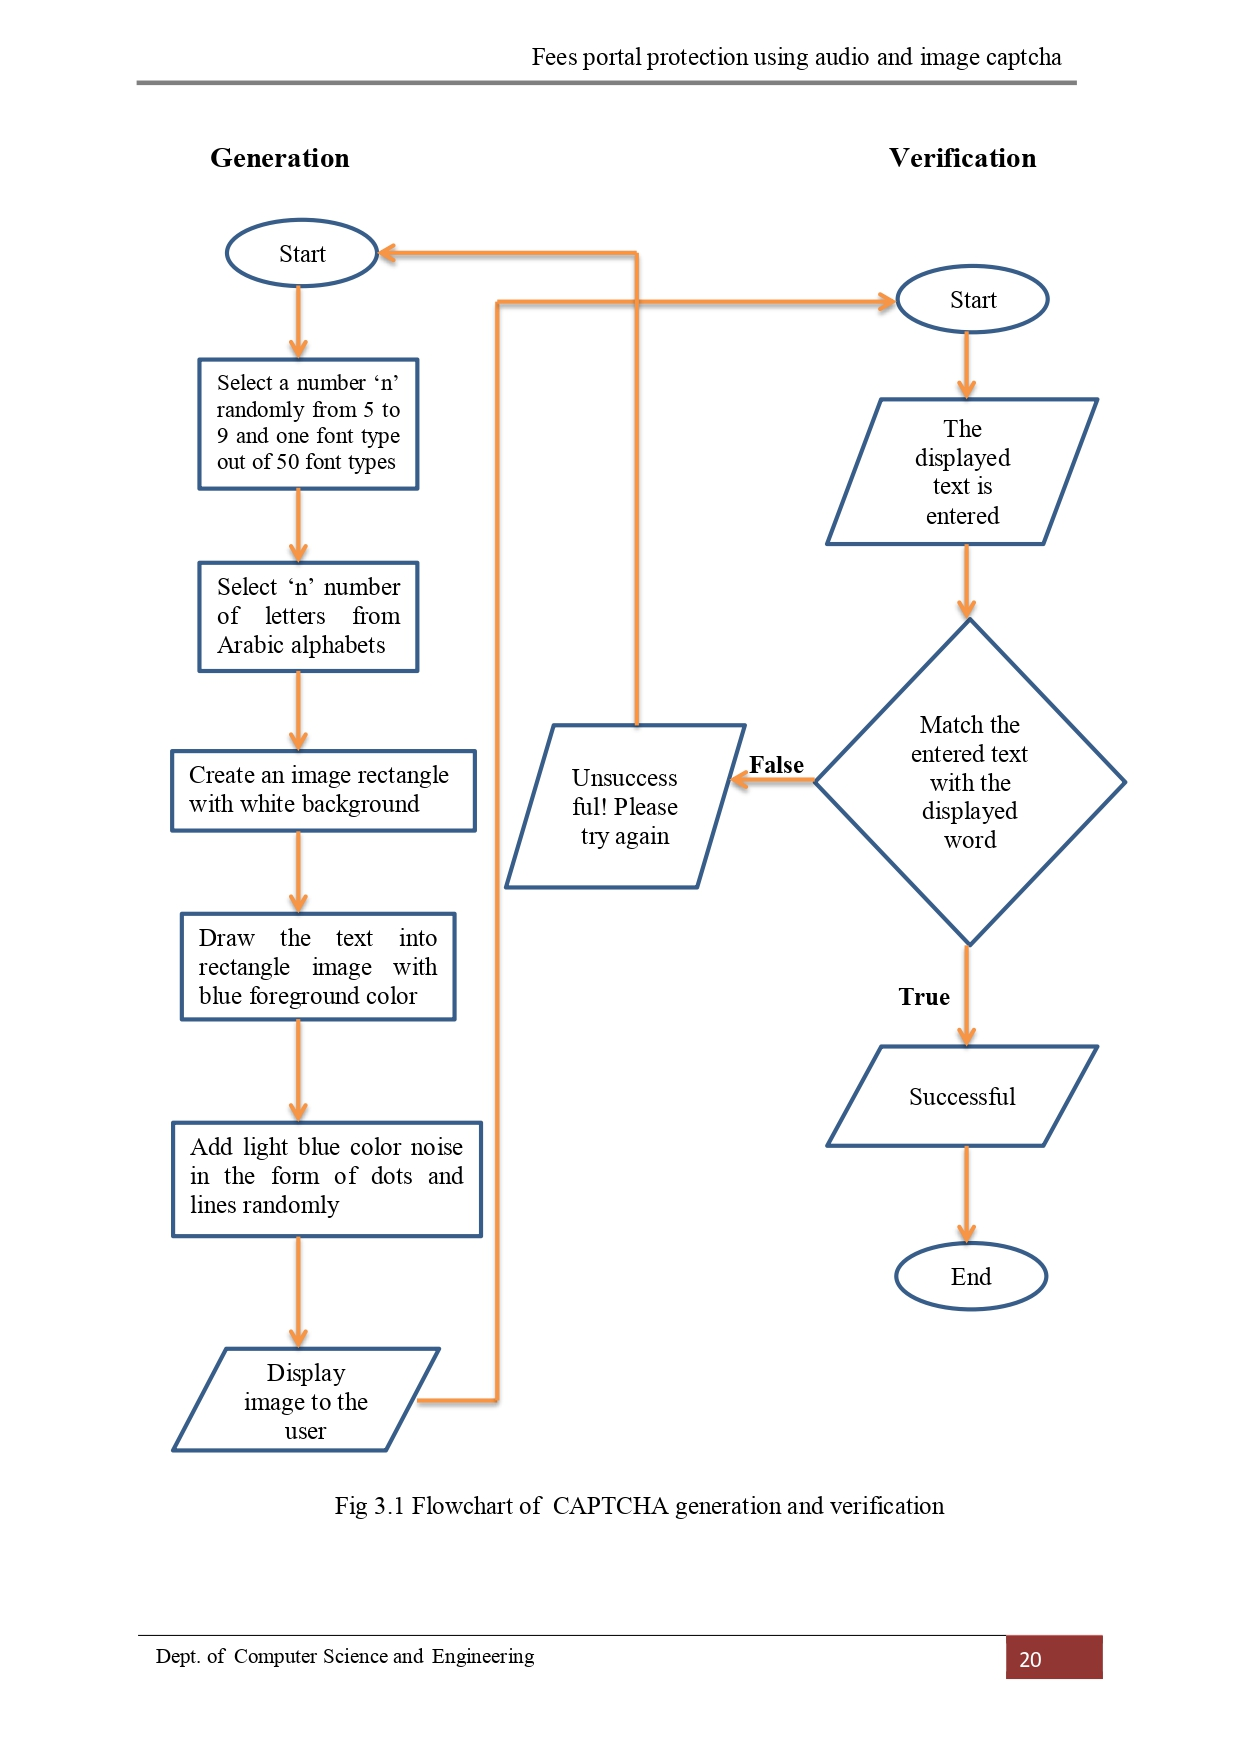 Fees portal protection using audio and image captcha
Generation
Verification
Start
Select a number ‘n’
randomly from 5 to
9 and one font type
out of 50 font types
Select ‘n’ number
of letters from
Arabic alphabets
Create an image rectangle
with white background
Draw the text into
rectangle image with
blue foreground color
Add light blue color noise
in the form of dots and
lines randomly
Display
image to the
user
Start
The
displayed
text is
entered
Match the
entered text
with the
displayed
word
False
Unsuccess
ful! Please
try again
True
Successful
End
Fig 3.1 Flowchart of CAPTCHA generation and verification
Dept. of Computer Science and Engineering
20